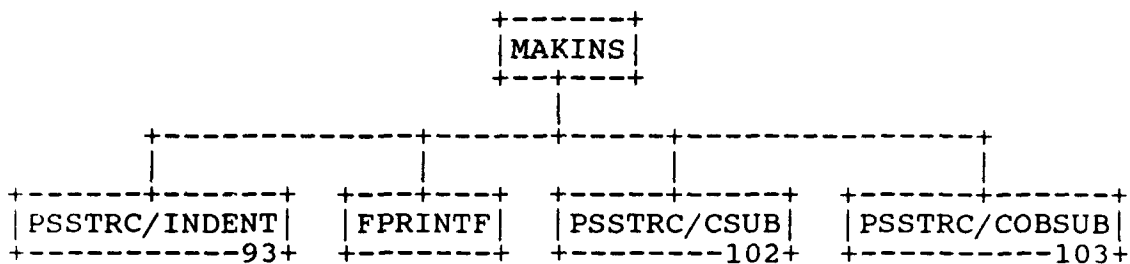 MAKINS
PSSTRC/INDENT FPRINTF PSSTRC/CSUB PSSTRC/COBSUB
93 102 103